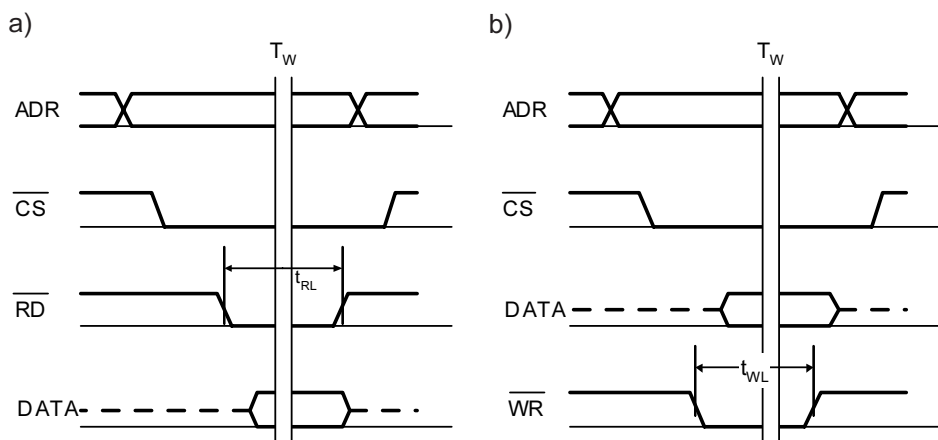 a)
T_W
ADR
CS
t_RL
RD
DATA
b)
T_W
ADR
CS
DATA
t_WL
WR